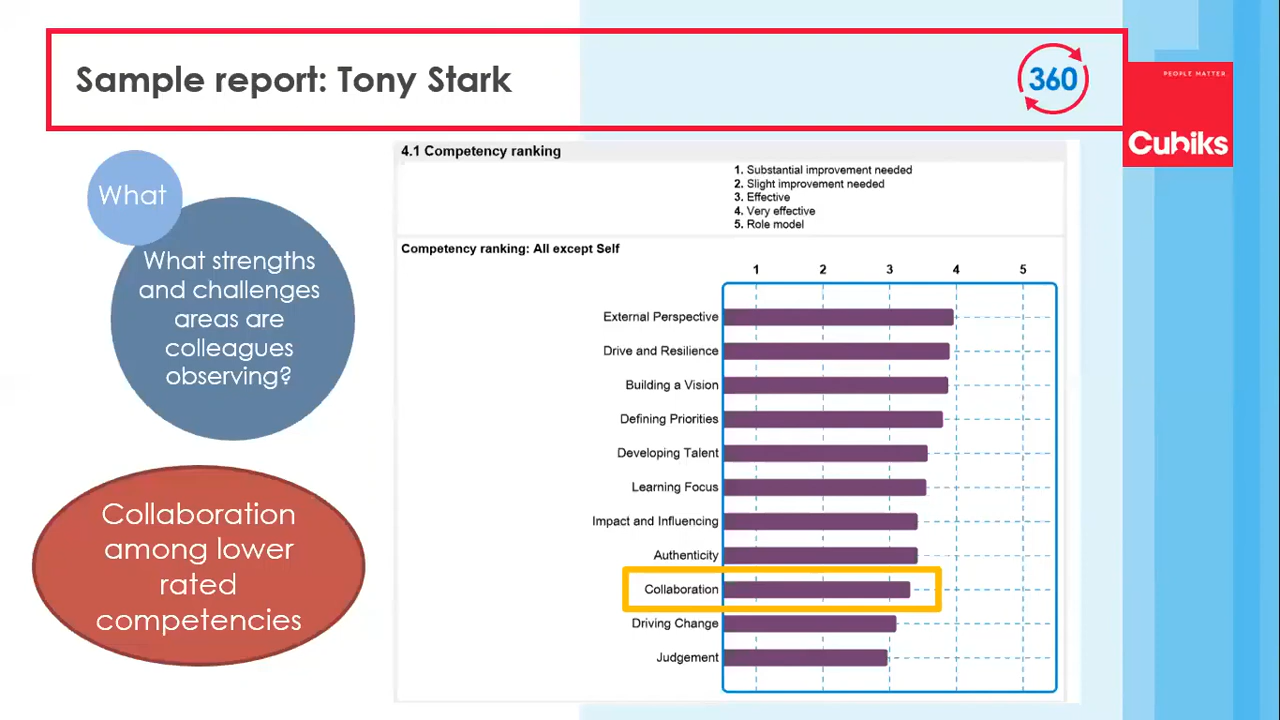 Sample report: Tony Stark
360
PEOPLE MATTER.
Cubiks
What
What strengths
and challenges
areas are
colleagues
observing?
Collaboration
among lower
rated
competencies
4.1 Competency ranking
1. Substantial improvement needed
2. Slight improvement needed
3. Effective
4. Very effective
5. Role model
Competency ranking: All except Self
1 2 3 4 5
External Perspective
Drive and Resilience
Building a Vision
Defining Priorities
Developing Talent
Learning Focus
Impact and Influencing
Authenticity
Collaboration
Driving Change
Judgement